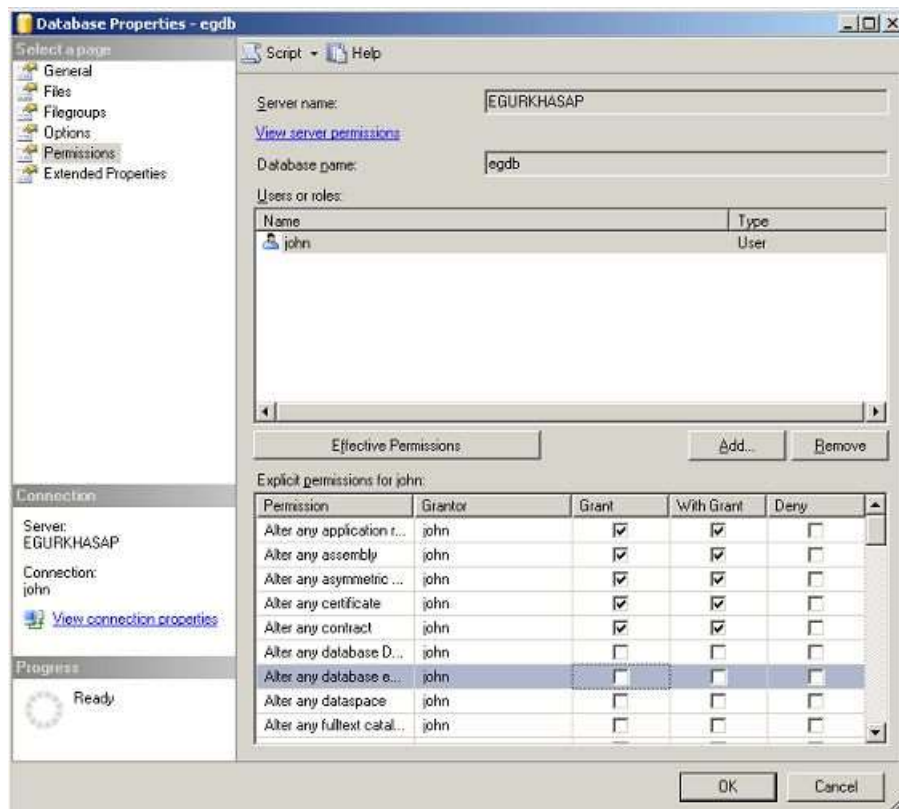 Database Properties - egdb
Select a page
General
Files
Filegroups
Options
Permissions
Extended Properties
Script Help
Server name: EGURKHASAP
View server permissions
Database name: egdb
Users or roles:
Name Type
john User
Effective Permissions Add... Remove
Explicit permissions for john:
Permission Grantor Grant With Grant Deny
Alter any application r... john
Alter any assembly john
Alter any asymmetric ... john
Alter any certificate john
Alter any contract john
Alter any database D... john
Alter any database e... john
Alter any dataspace john
Alter any fulltext catal... john
Connection
Server:
EGURKHASAP
Connection:
john
View connection properties
Progress
Ready
OK Cancel